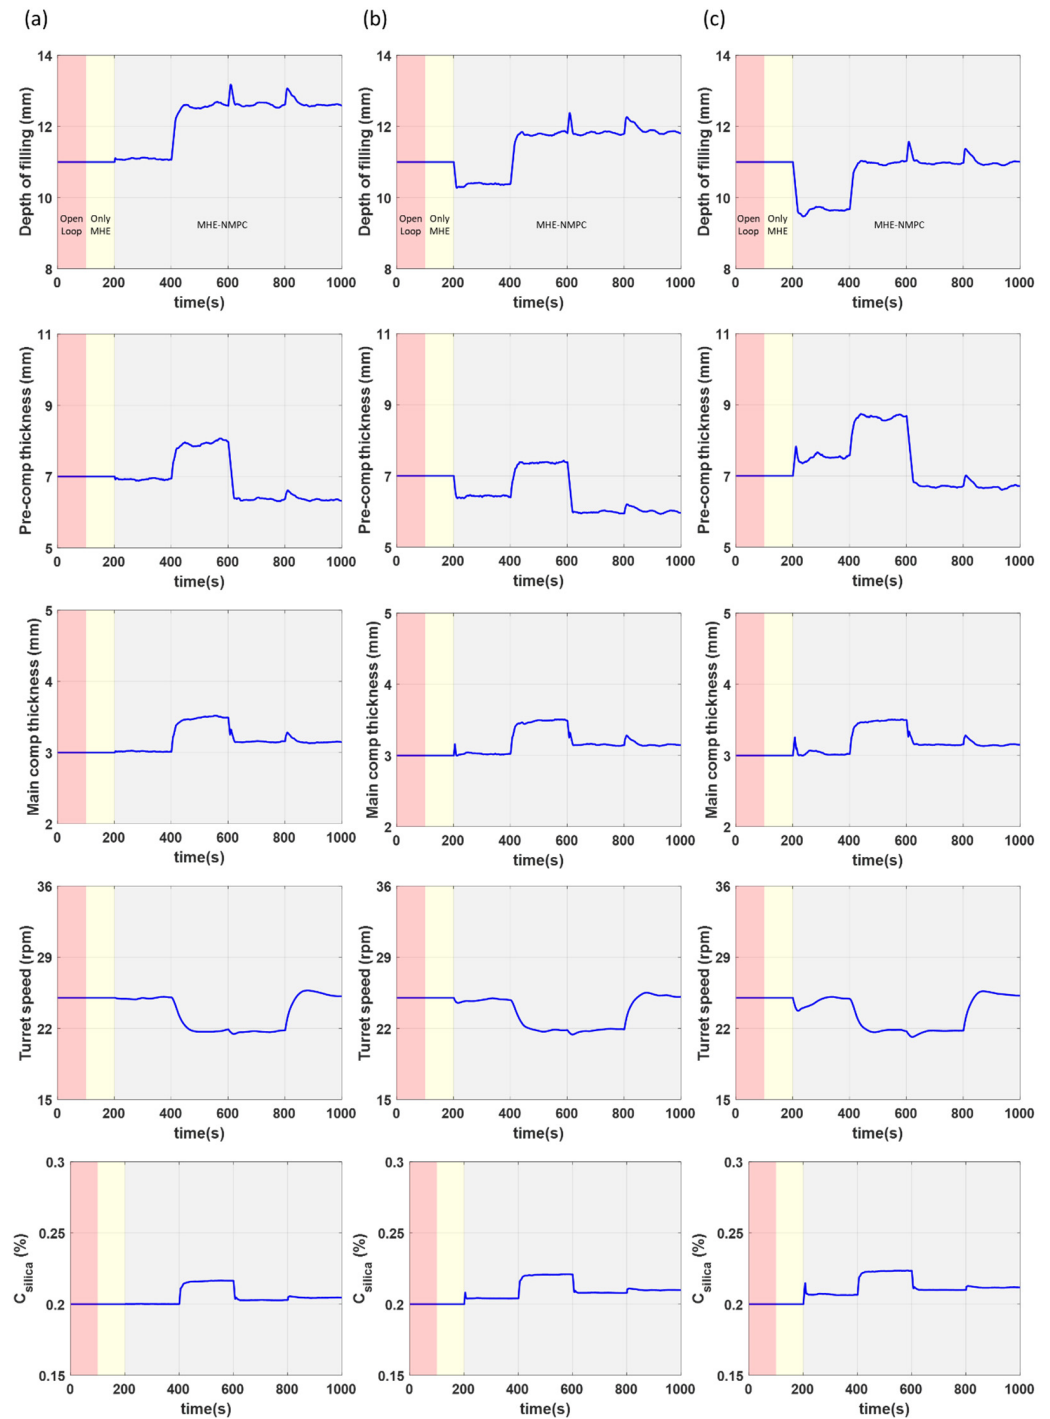 (a)
(b)
(c)
Depth of filling (mm)
14
12
10
8
Open
Loop
Only
MHE
MHE-NMPC
0 200 400 600 800 1000
time(s)
Depth of filling (mm)
14
12
10
8
Open
Loop
Only
MHE
MHE-NMPC
0 200 400 600 800 1000
time(s)
Depth of filling (mm)
14
12
10
8
Open
Loop
Only
MHE
MHE-NMPC
0 200 400 600 800 1000
time(s)
Pre-comp thickness (mm)
11
9
7
5
0 200 400 600 800 1000
time(s)
Pre-comp thickness (mm)
11
9
7
5
0 200 400 600 800 1000
time(s)
Pre-comp thickness (mm)
11
9
7
5
0 200 400 600 800 1000
time(s)
Main comp thickness (mm)
5
4
3
2
0 200 400 600 800 1000
time(s)
Main comp thickness (mm)
5
4
3
2
0 200 400 600 800 1000
time(s)
Main comp thickness (mm)
5
4
3
2
0 200 400 600 800 1000
time(s)
Turret speed (rpm)
36
29
22
15
0 200 400 600 800 1000
time(s)
Turret speed (rpm)
36
29
22
15
0 200 400 600 800 1000
time(s)
Turret speed (rpm)
36
29
22
15
0 200 400 600 800 1000
time(s)
C silica (%)
0.3
0.25
0.2
0.15
0 200 400 600 800 1000
time(s)
C silica (%)
0.3
0.25
0.2
0.15
0 200 400 600 800 1000
time(s)
C silica (%)
0.3
0.25
0.2
0.15
0 200 400 600 800 1000
time(s)